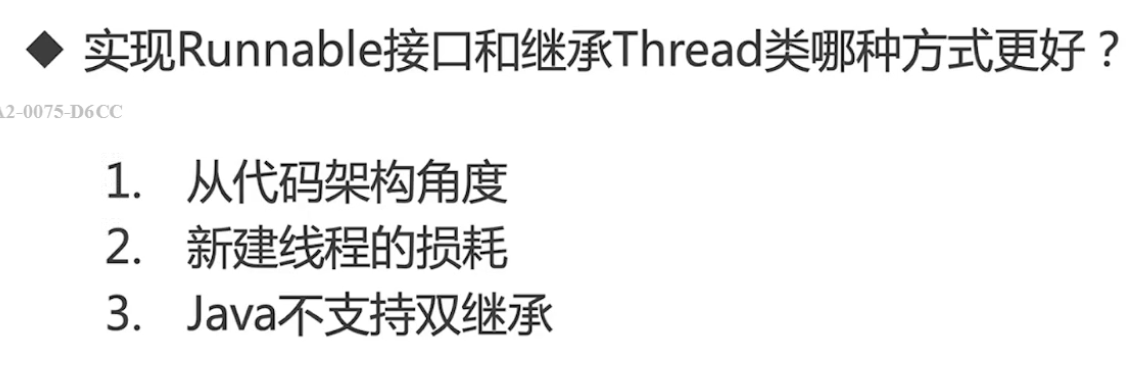 ◆ 实现Runnable接口和继承Thread类哪种方式更好？
A2-0075-D6CC
1. 从代码架构角度
2. 新建线程的损耗
3. Java不支持双继承